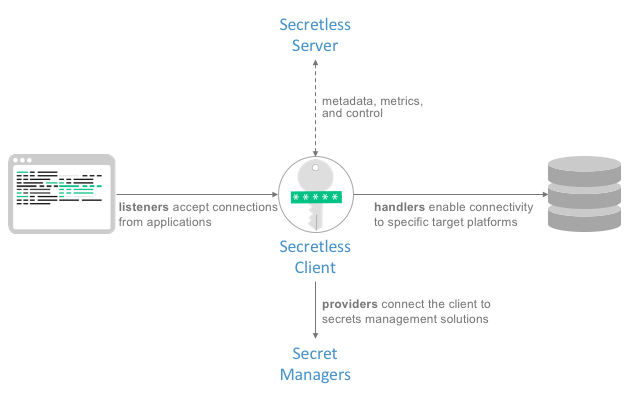 Secretless
Server
metadata, metrics,
and control
*****
listeners accept connections
from applications
handlers enable connectivity
to specific target platforms
Secretless
Client
providers connect the client to
secrets management solutions
Secret
Managers